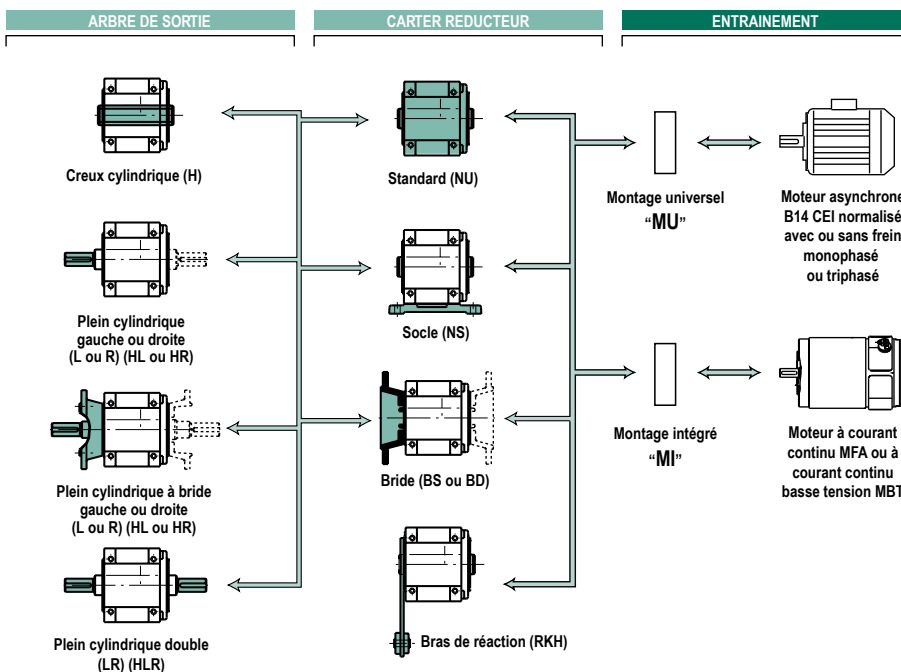 ARBRE DE SORTIE
CARTER REDUCTEUR
ENTRAINEMENT
Creux cylindrique (H)
Plein cylindrique
gauche ou droite
(L ou R) (HL ou HR)
Plein cylindrique à bride
gauche ou droite
(L ou R) (HL ou HR)
Plein cylindrique double
(LR) (HLR)
Standard (NU)
Socle (NS)
Bride (BS ou BD)
Bras de réaction (RKH)
Montage universel
“MU”
Montage intégré
“MI”
Moteur asynchrone
B14 CEI normalisé
avec ou sans frein
monophasé
ou triphasé
Moteur à courant
continu MFA ou à
courant continu
basse tension MBT